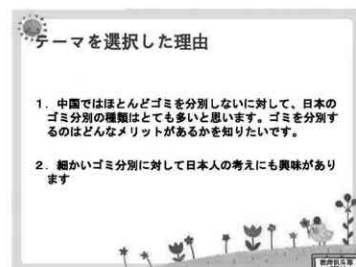 テーマを選択した理由
1．中国ではほとんどゴミを分別しないに対して、日本の
ゴミ分別の種類はとても多いと思います。ゴミを分別す
るのはどんなメリットがあるかを知りたいです。
2．細かいゴミ分別に対して日本人の考えにも興味があり
ます